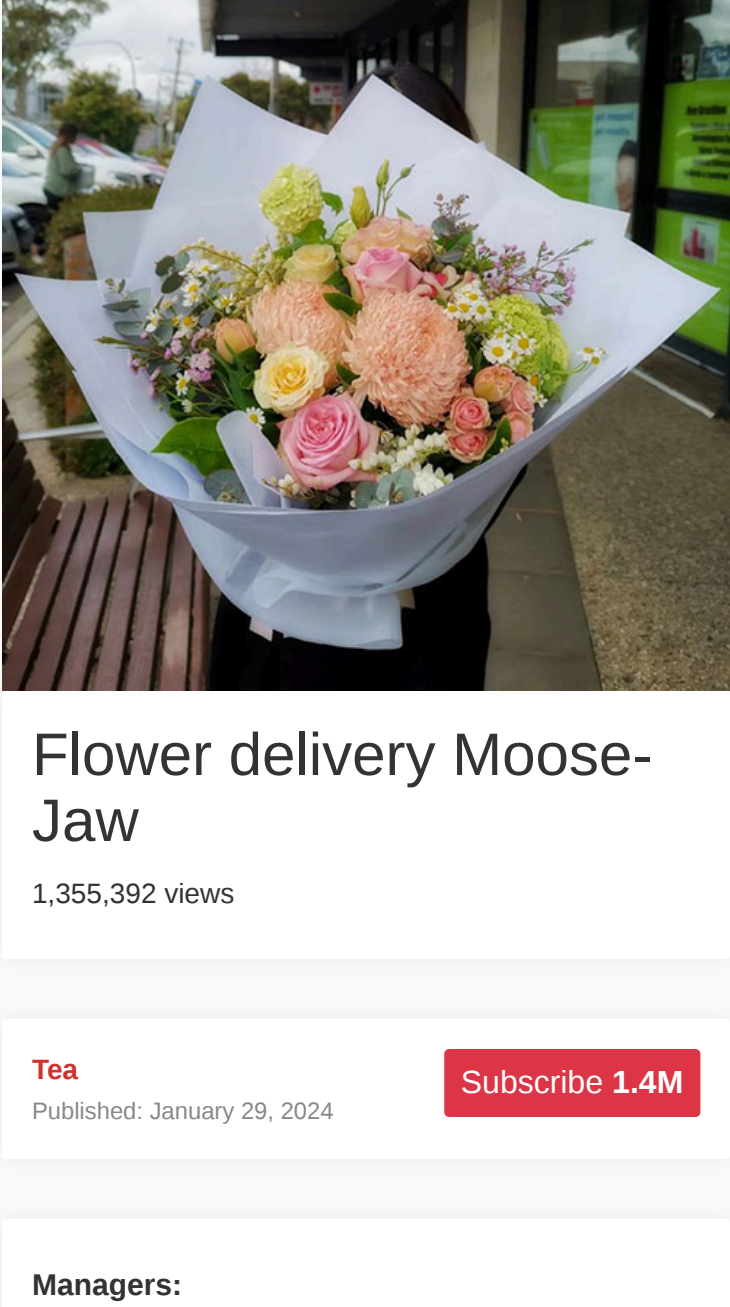 Flower delivery Moose-
Jaw
1,355,392 views
Tea
Subscribe 1.4M
Published: January 29, 2024
Managers: